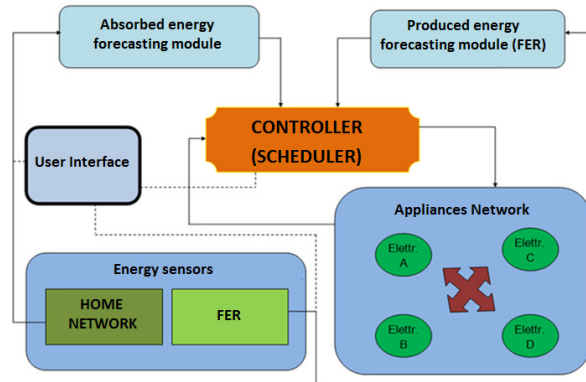 Absorbed energy
forecasting module
Produced energy
forecasting module (FER)
CONTROLLER
(SCHEDULER)
User Interface
Appliances Network
Elettr.
A
Elettr.
C
Elettr.
B
Elettr.
D
Energy sensors
HOME
NETWORK
FER